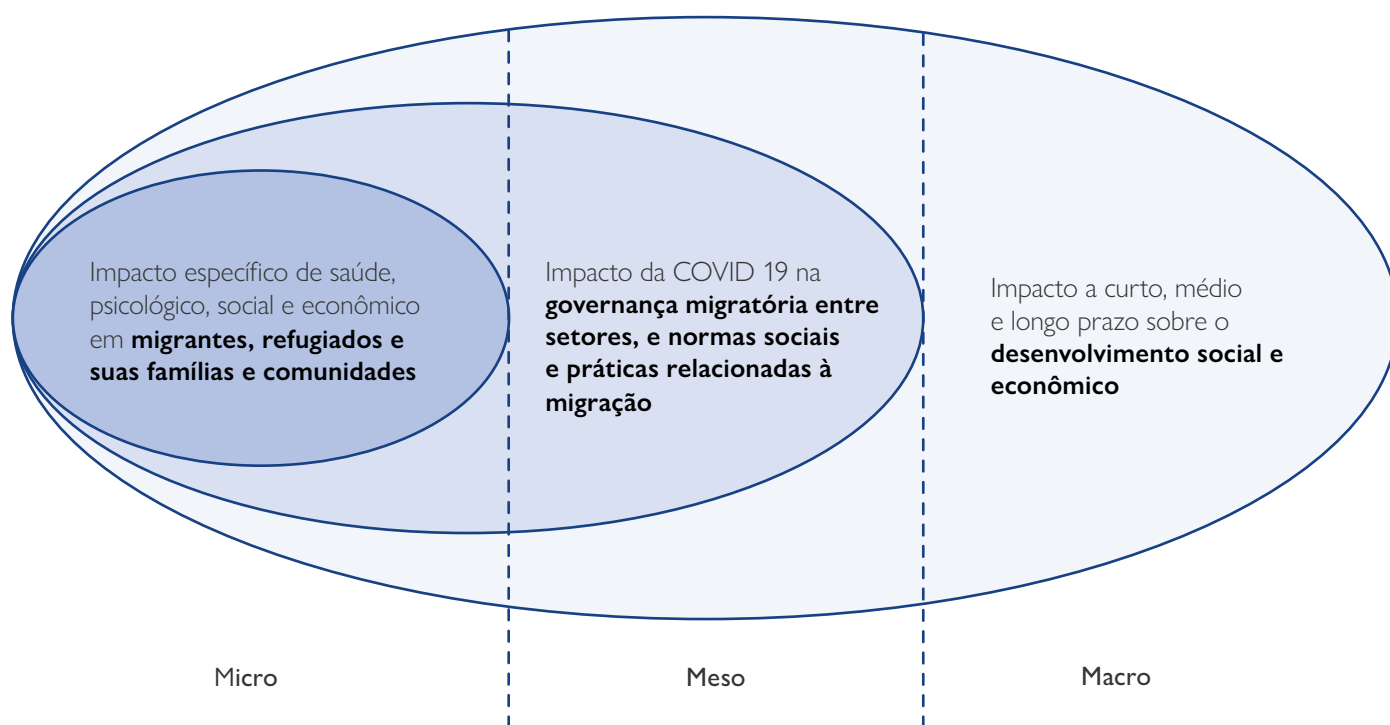 Impacto específico de saúde,
psicológico, social e econômico
em migrantes, refugiados e
suas famílias e comunidades
Impacto da COVID 19 na
governança migratória entre
setores, e normas sociais
e práticas relacionadas à
migração
Impacto a curto, médio
e longo prazo sobre o
desenvolvimento social e
econômico
Micro
Meso
Macro